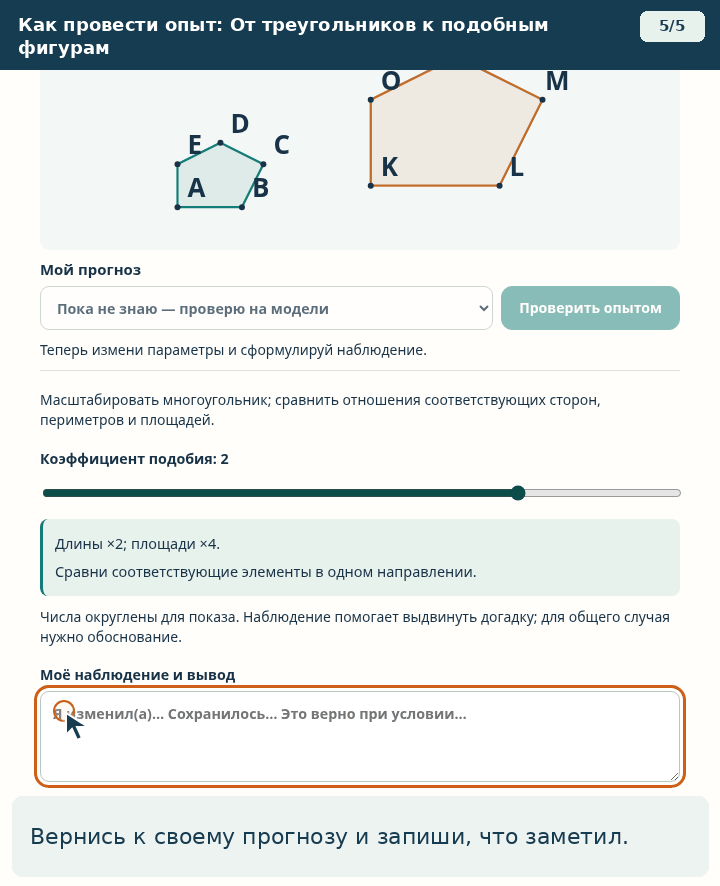 Как провести опыт: От треугольников к подобным
фигурам
5/5
O
M
D
E
C
K
L
A
B
Мой прогноз
Пока не знаю — проверю на модели
Проверить опытом
Теперь измени параметры и сформулируй наблюдение.
Масштабировать многоугольник; сравнить отношения соответствующих сторон,
периметров и площадей.
Коэффициент подобия: 2
Длины ×2; площади ×4.
Сравни соответствующие элементы в одном направлении.
Числа округлены для показа. Наблюдение помогает выдвинуть догадку; для общего случая
нужно обоснование.
Моё наблюдение и вывод
Я изменил(а)... Сохранилось... Это верно при условии...
Вернись к своему прогнозу и запиши, что заметил.